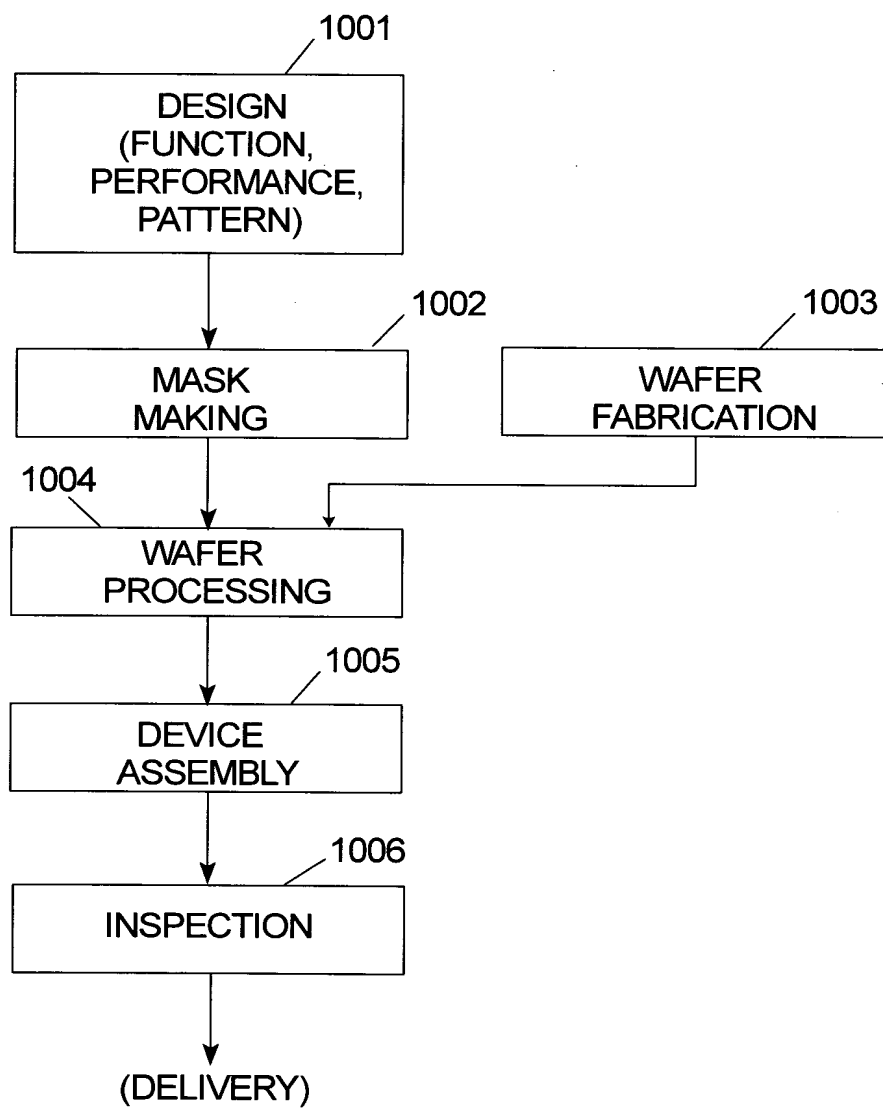 1001
DESIGN
(FUNCTION,
PERFORMANCE,
PATTERN)
1002
MASK
MAKING
1003
WAFER
FABRICATION
1004
WAFER
PROCESSING
1005
DEVICE
ASSEMBLY
1006
INSPECTION
(DELIVERY)